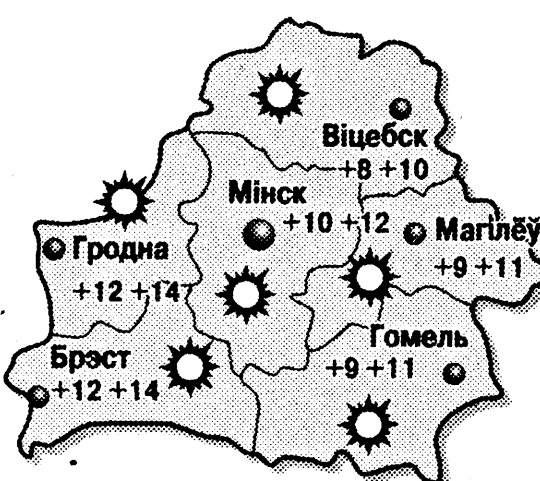 Віцебск
+8 +10
Мінск
+10 +12
Магілёў
+9 +11
Гродна
+12 +14
Гомель
+9 +11
Брэст
+12 +14